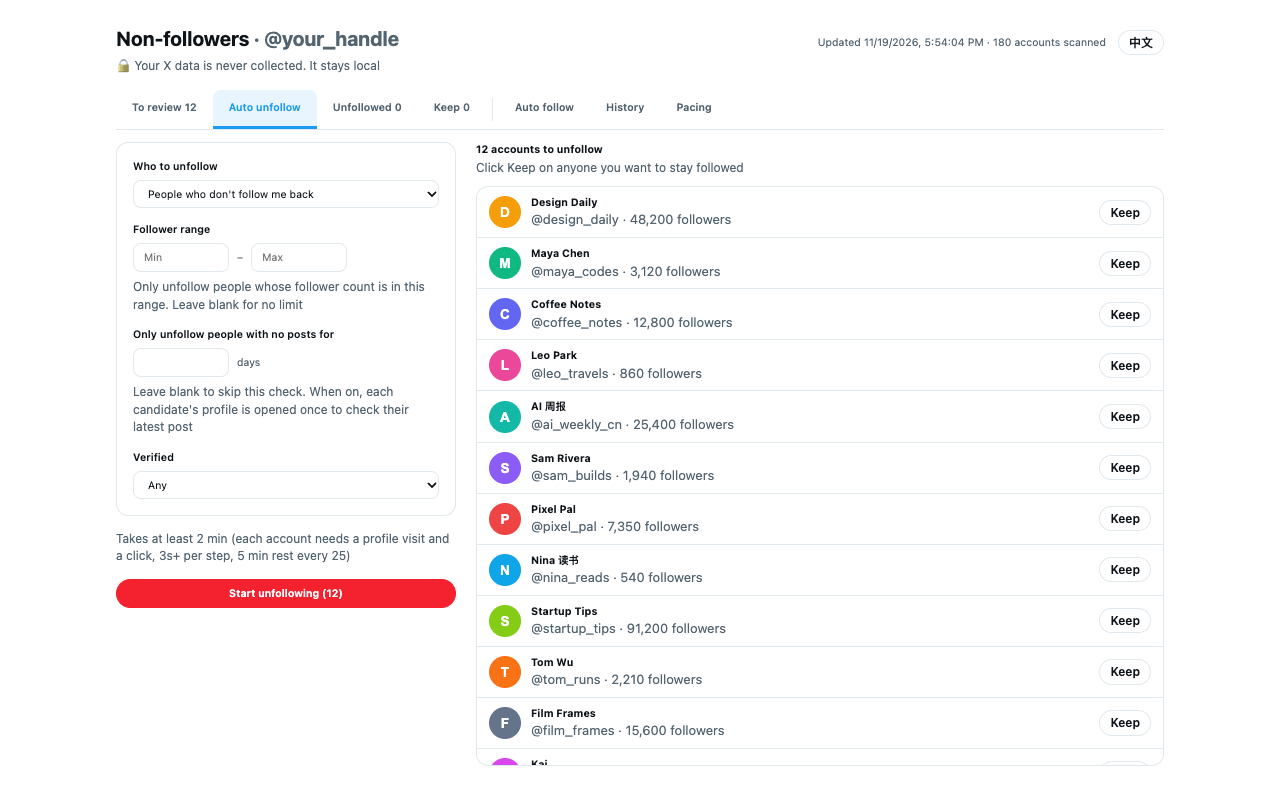 Non-followers · @your_handle
Updated 11/19/2026, 5:54:04 PM · 180 accounts scanned
中文
🔒 Your X data is never collected. It stays local
To review 12
Auto unfollow
Unfollowed 0
Keep 0
Auto follow
History
Pacing
Who to unfollow
People who don't follow me back
Follower range
Min
–
Max
Only unfollow people whose follower count is in this
range. Leave blank for no limit
Only unfollow people with no posts for
days
Leave blank to skip this check. When on, each
candidate's profile is opened once to check their
latest post
Verified
Any
Takes at least 2 min (each account needs a profile visit and
a click, 3s+ per step, 5 min rest every 25)
Start unfollowing (12)
12 accounts to unfollow
Click Keep on anyone you want to stay followed
D
Design Daily
@design_daily · 48,200 followers
Keep
M
Maya Chen
@maya_codes · 3,120 followers
Keep
C
Coffee Notes
@coffee_notes · 12,800 followers
Keep
L
Leo Park
@leo_travels · 860 followers
Keep
A
AI 周报
@ai_weekly_cn · 25,400 followers
Keep
S
Sam Rivera
@sam_builds · 1,940 followers
Keep
P
Pixel Pal
@pixel_pal · 7,350 followers
Keep
N
Nina 读书
@nina_reads · 540 followers
Keep
S
Startup Tips
@startup_tips · 91,200 followers
Keep
T
Tom Wu
@tom_runs · 2,210 followers
Keep
F
Film Frames
@film_frames · 15,600 followers
Keep
Kai